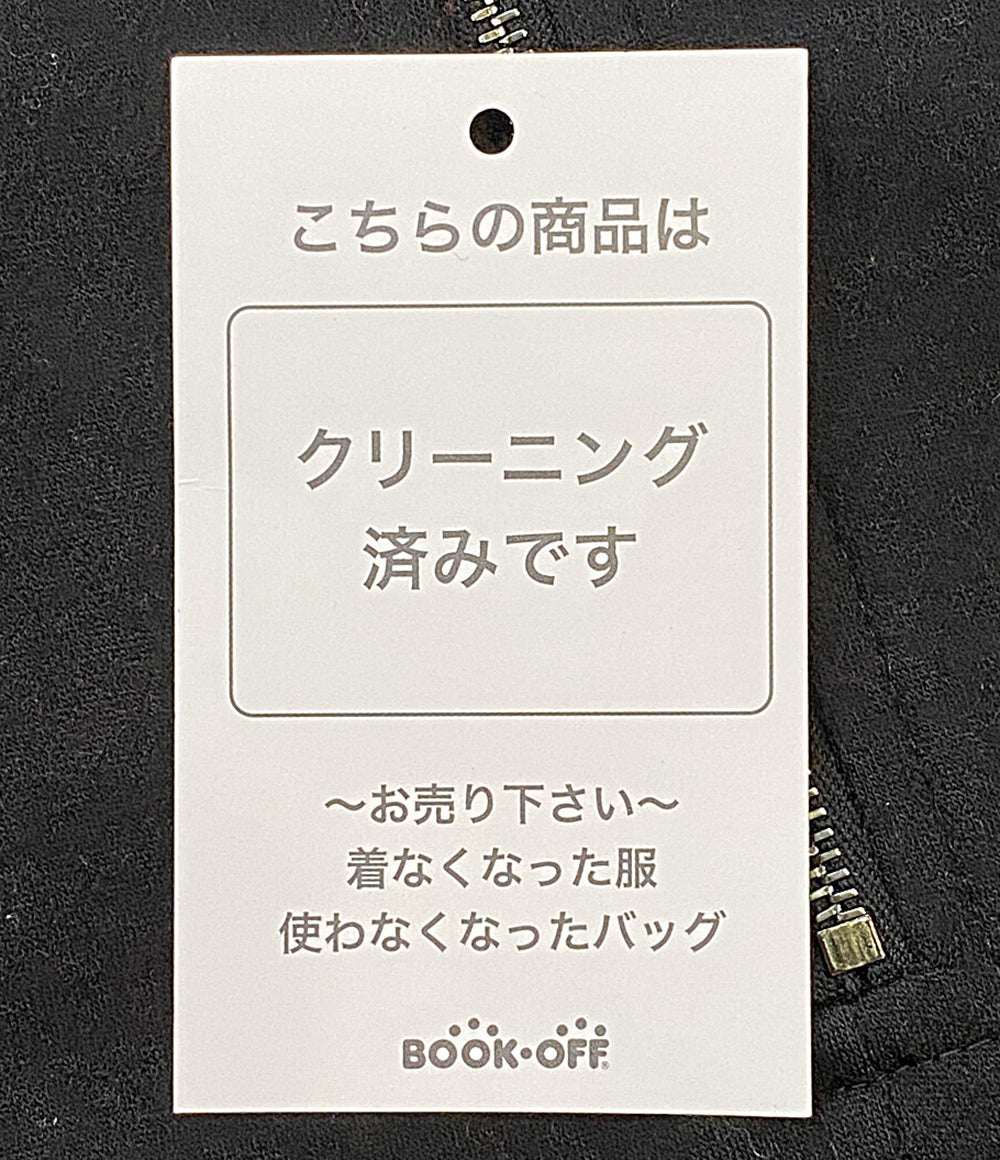 こちらの商品は
クリーニング
済みです
〜お売り下さい〜
着なくなった服
使わなくなったバッグ
BOOK・OFF®